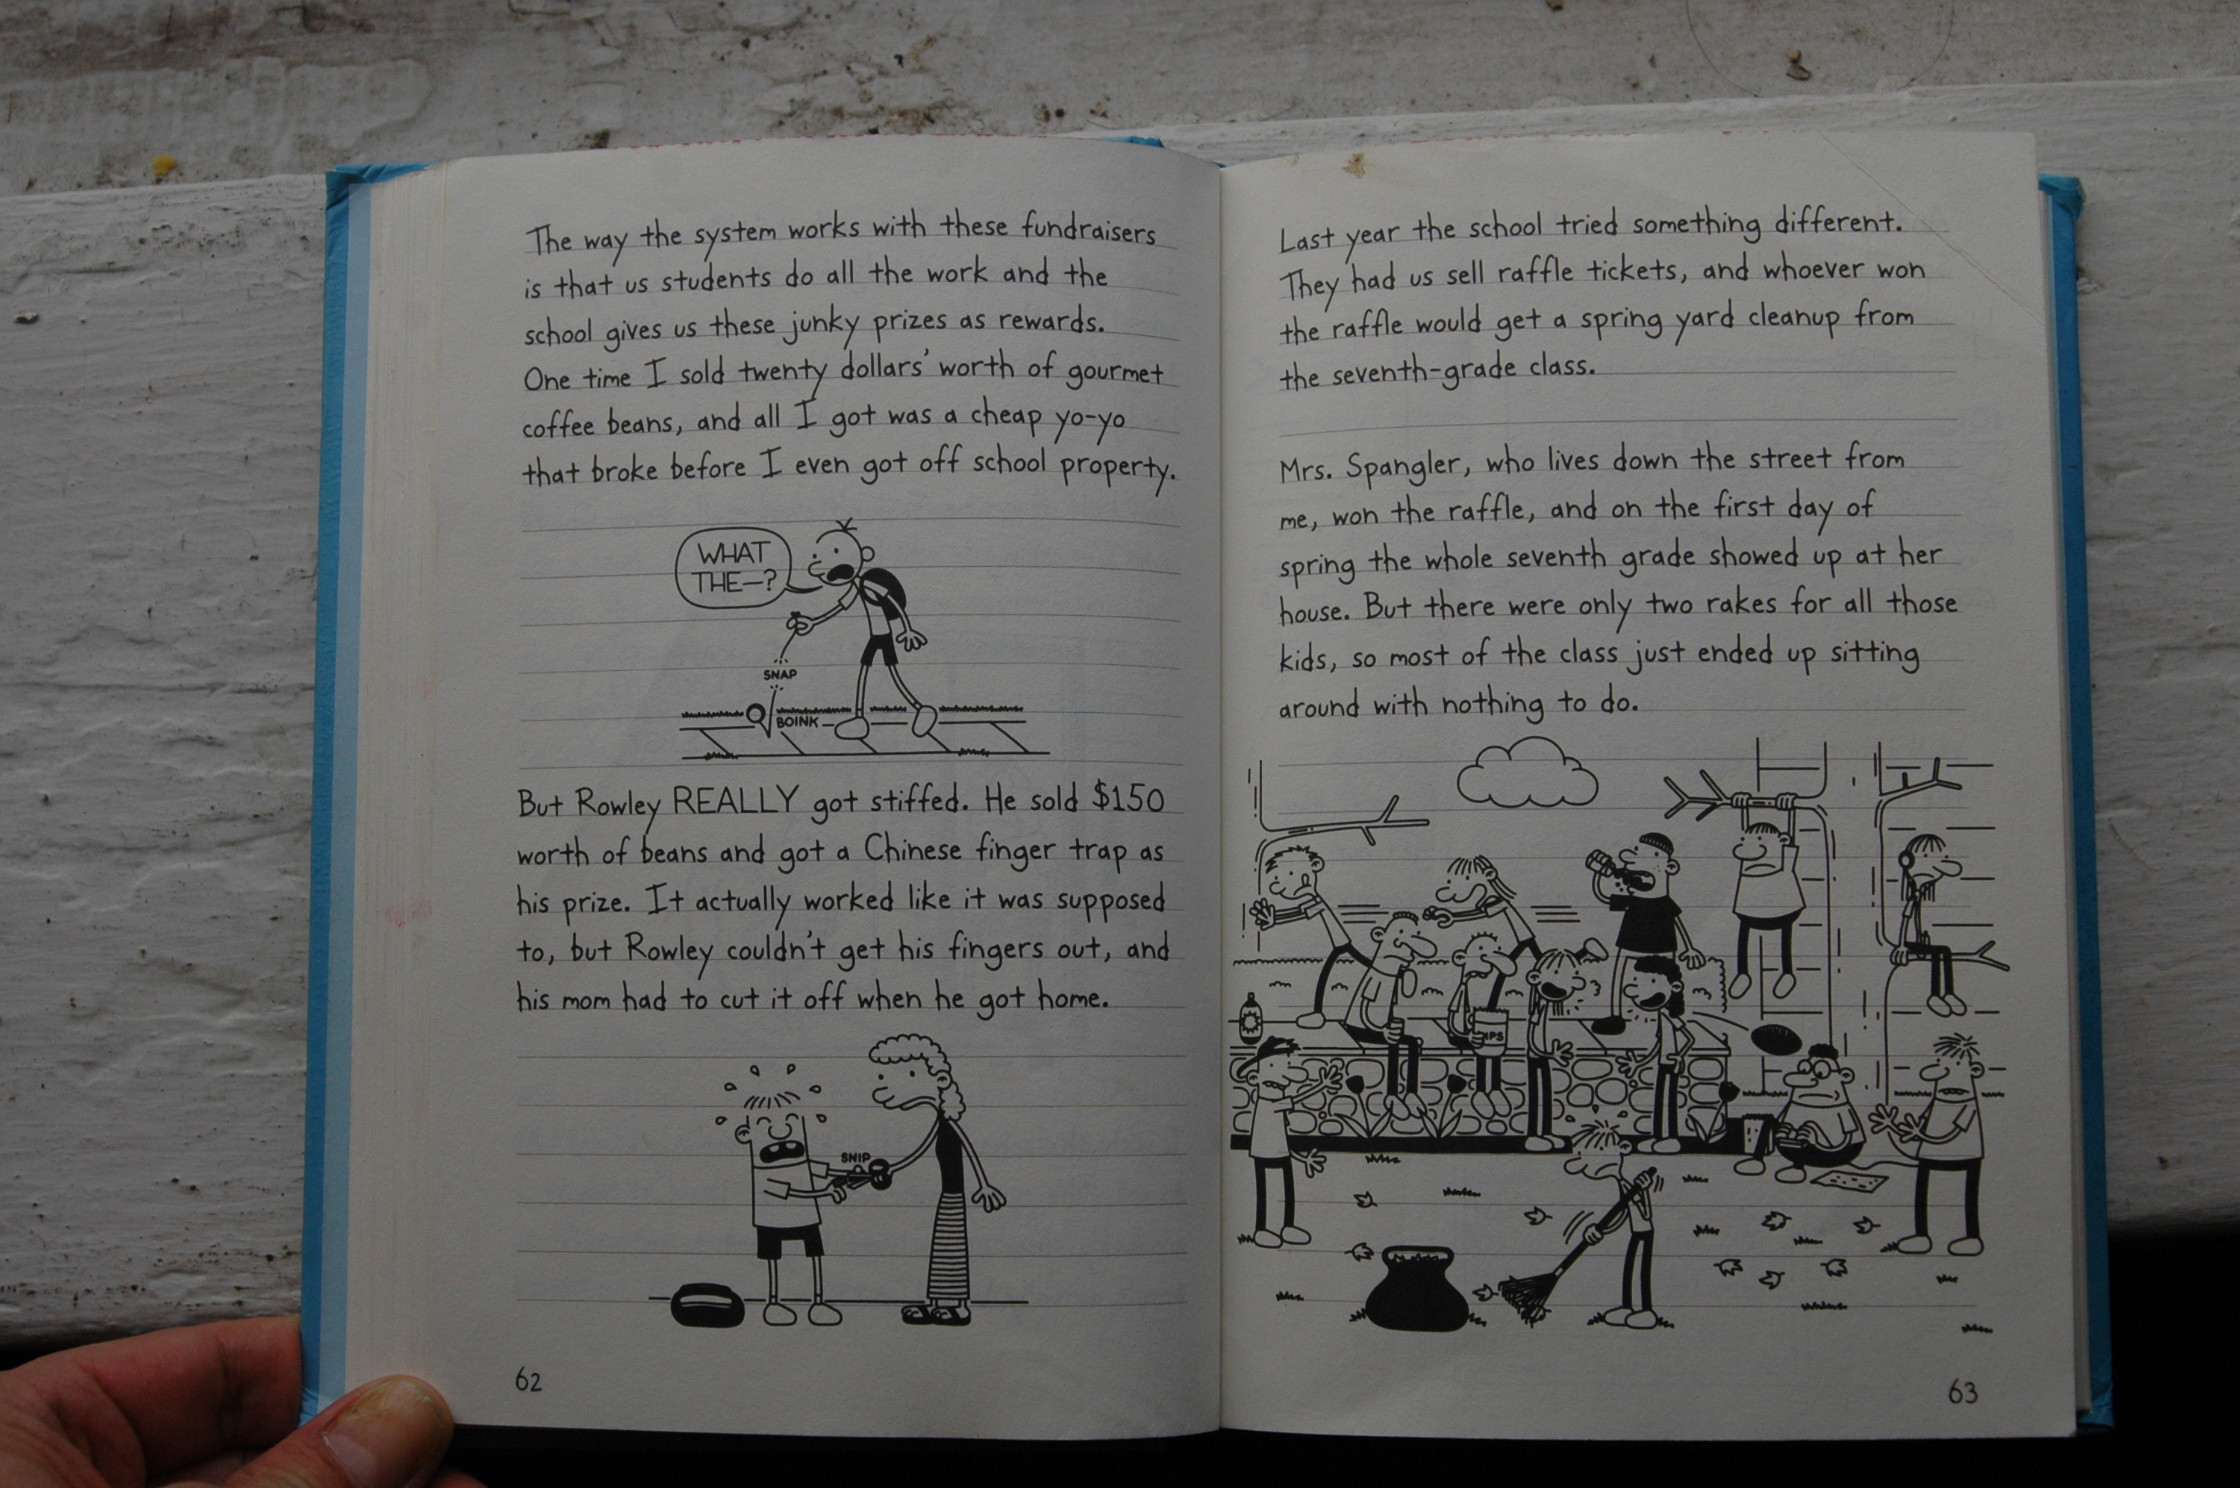 The way the system works with these fundraisers
is that us students do all the work and the
school gives us these junky prizes as rewards.
One time I sold twenty dollars' worth of gourmet
coffee beans, and all I got was a cheap yo-yo
that broke before I even got off school property.
WHAT
THE—?
SNAP
BOINK
But Rowley REALLY got stiffed. He sold $150
worth of beans and got a Chinese finger trap as
his prize. It actually worked like it was supposed
to, but Rowley couldn't get his fingers out, and
his mom had to cut it off when he got home.
SNIP
62
Last year the school tried something different.
They had us sell raffle tickets, and whoever won
the raffle would get a spring yard cleanup from
the seventh-grade class.
Mrs. Spangler, who lives down the street from
me, won the raffle, and on the first day of
spring the whole seventh grade showed up at her
house. But there were only two rakes for all those
kids, so most of the class just ended up sitting
around with nothing to do.
IPS
63